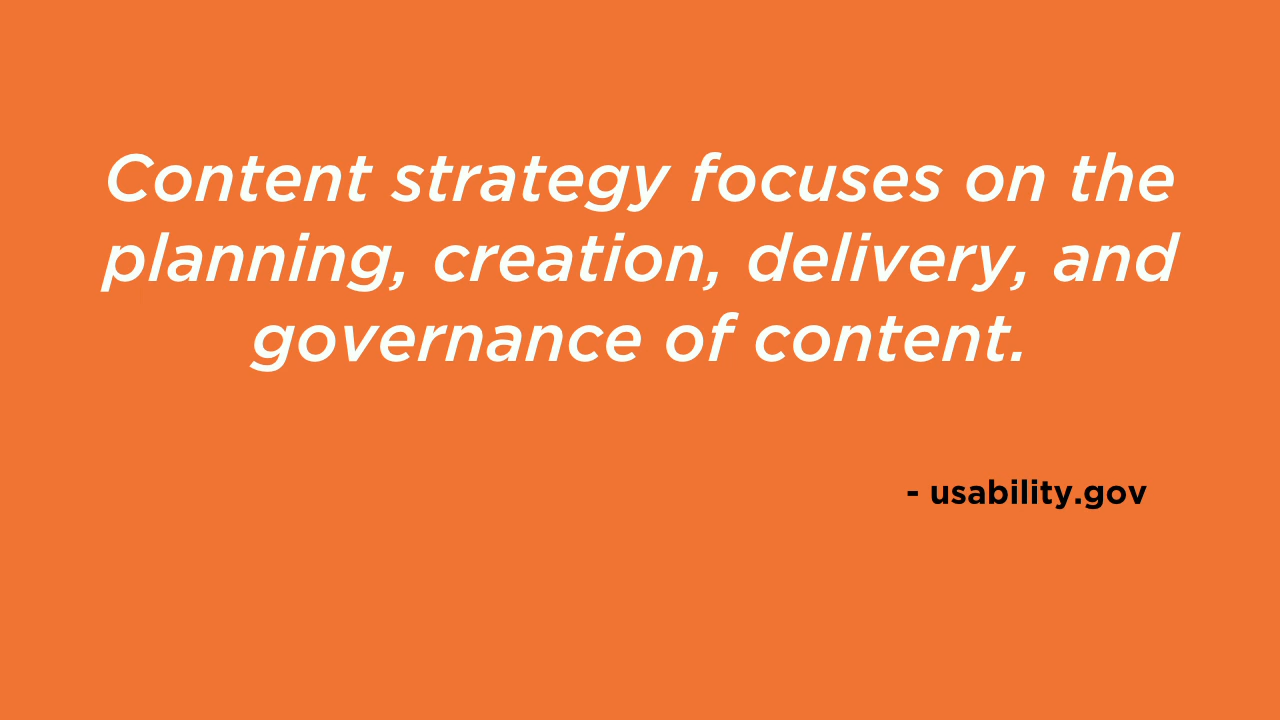 Content strategy focuses on the
planning, creation, delivery, and
governance of content.
- usability.gov